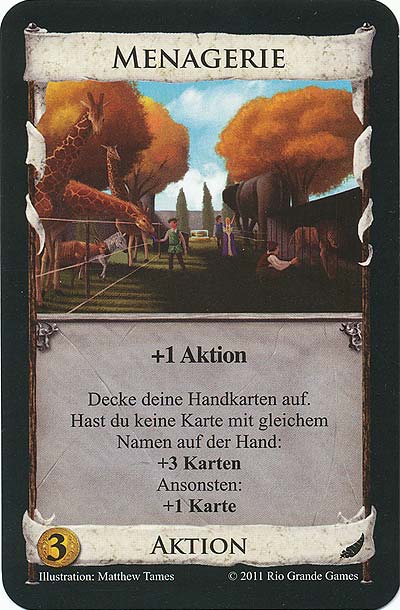 MENAGERIE
+1 Aktion
Decke deine Handkarten auf.
Hast du keine Karte mit gleichem
Namen auf der Hand:
+3 Karten
Ansonsten:
+1 Karte
3
AKTION
Illustration: Matthew Tames
© 2011 Rio Grande Games